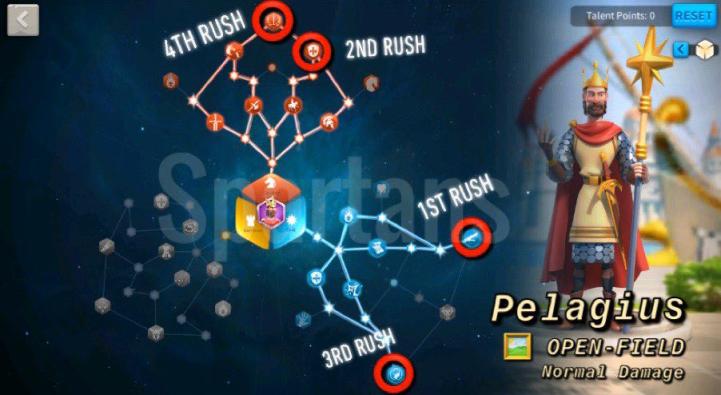 Talent Points: 0
RESET
4TH RUSH
2ND RUSH
Spartans
1ST RUSH
3RD RUSH
Pelagius
OPEN-FIELD
Normal Damage